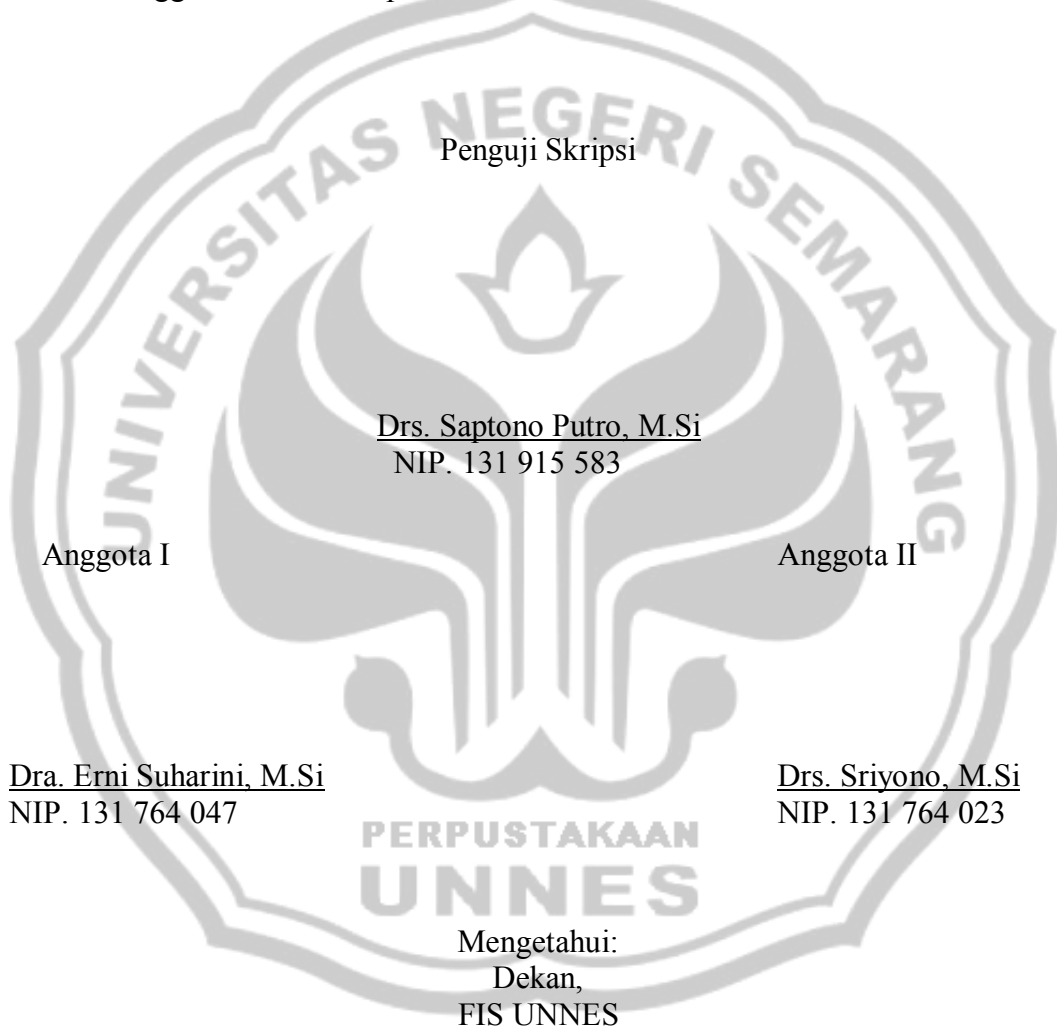 Penguji Skripsi
UNIVERSITAS NEGERI SEMARANG
Drs. Saptono Putro, M.Si
NIP. 131 915 583
Anggota I Anggota II
Dra. Erni Suharini, M.Si Drs. Sriyono, M.Si
NIP. 131 764 047 NIP. 131 764 023
PERPUSTAKAAN
UNNES
Mengetahui:
Dekan,
FIS UNNES